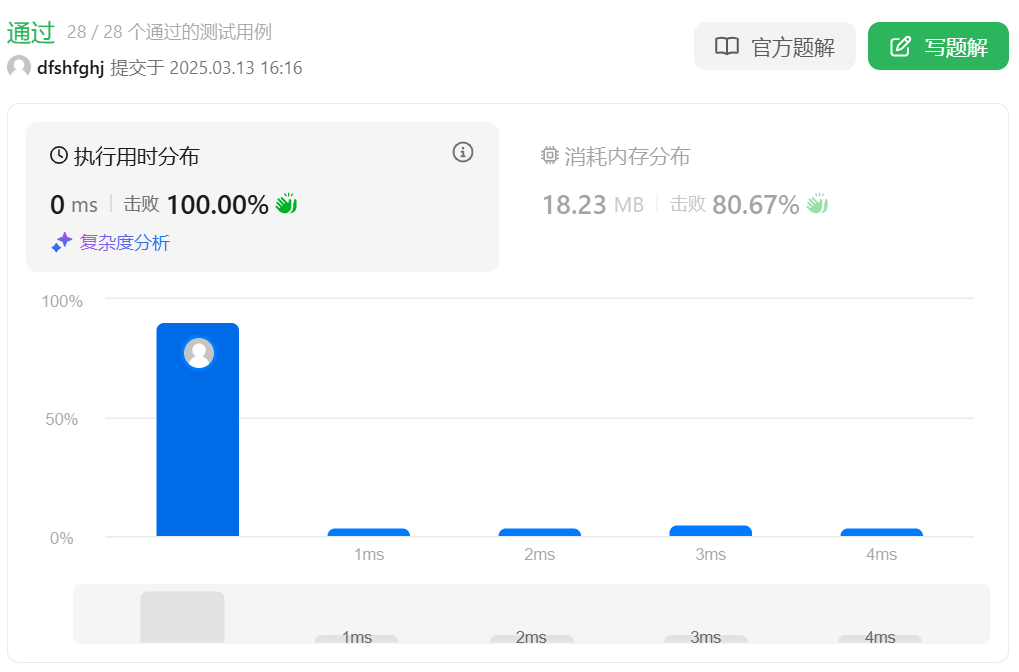 通过 28 / 28 个通过的测试用例
官方题解
写题解
dfshfghj 提交于 2025.03.13 16:16
执行用时分布
0 ms 击败 100.00%
复杂度分析
消耗内存分布
18.23 MB 击败 80.67%
100%
50%
0%
1ms 2ms 3ms 4ms
1ms 2ms 3ms 4ms